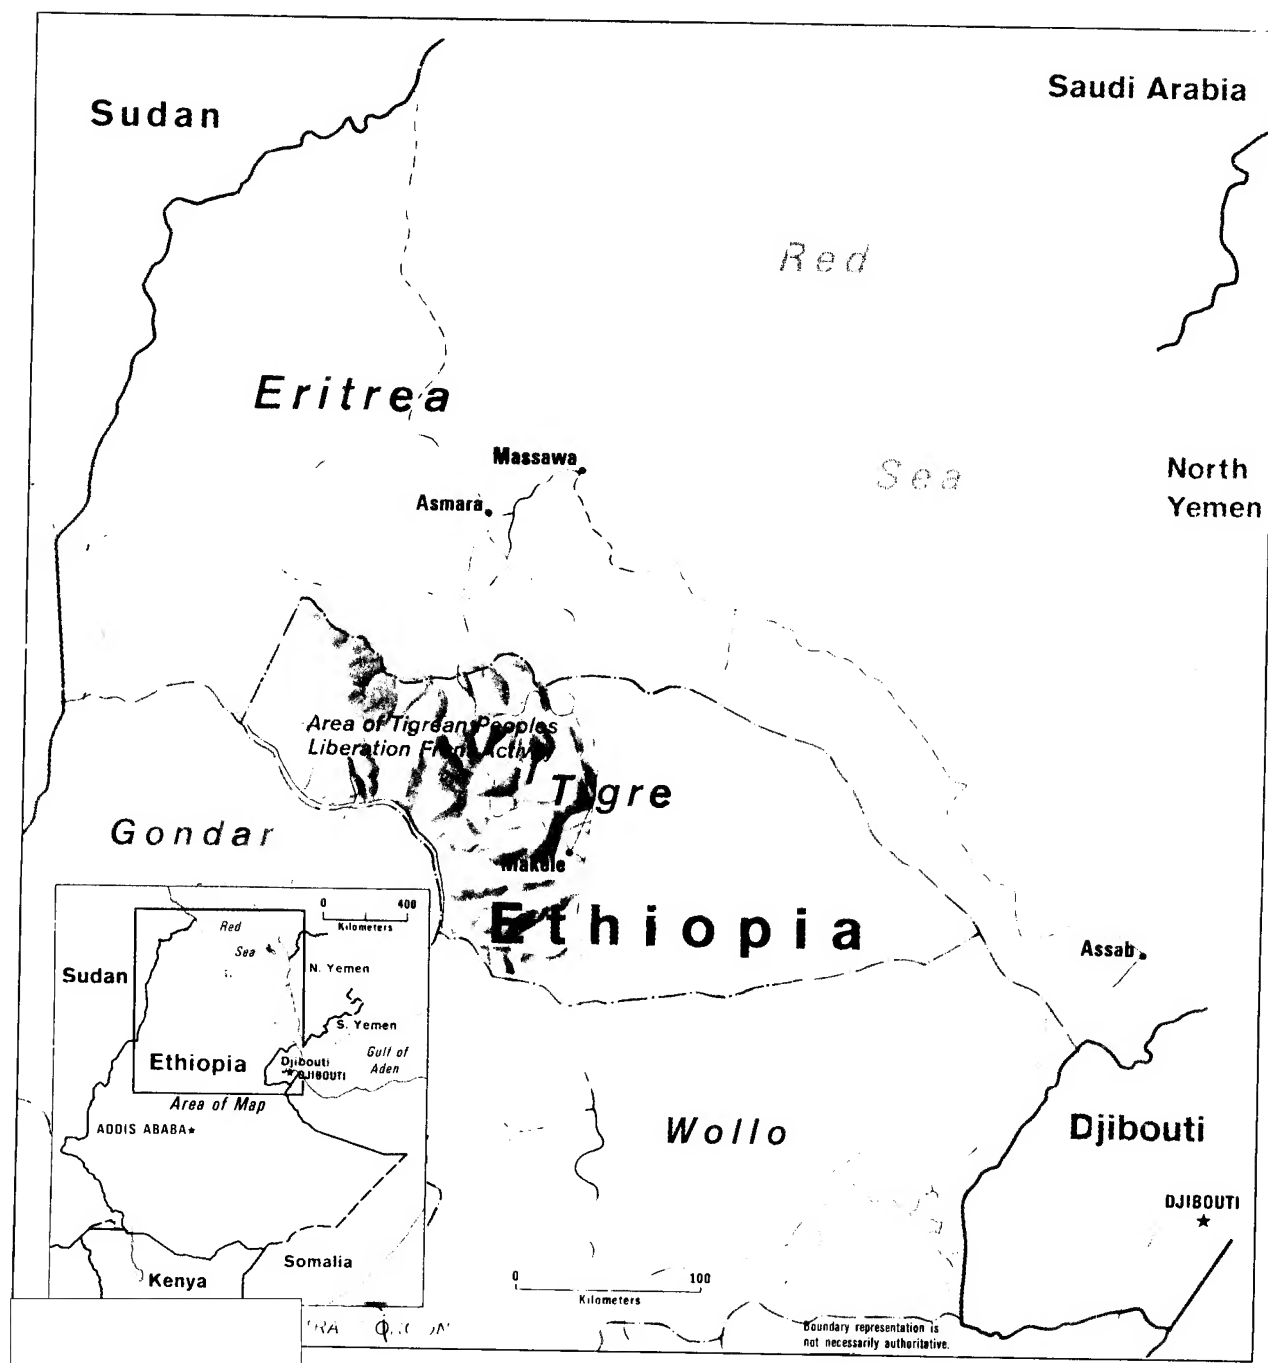 Sudan
Saudi Arabia
Red
Sea
Eritrea
Massawa
Asmara
North
Yemen
Area of Tigrean Peoples
Liberation Front Activity
Tigre
Gondar
Makale
Ethiopia
Assab
Wollo
Djibouti
DJIBOUTI
0 100
Kilometers
Boundary representation is
not necessarily authoritative.
0 400
Kilometers
Red
Sea
Sudan
N. Yemen
S. Yemen
Ethiopia
Djibouti
DJIBOUTI
Gulf of
Aden
Area of Map
ADDIS ABABA
Somalia
Kenya